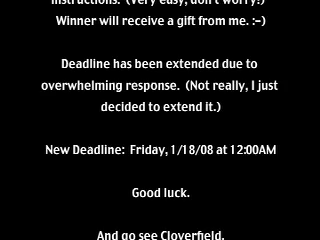 instructions.  (Very easy, don't worry!)
Winner will receive a gift from me. :-)
Deadline has been extended due to
overwhelming response.  (Not really, I just
decided to extend it.)
New Deadline:  Friday, 1/18/08 at 12:00AM
Good luck.
And go see Cloverfield.